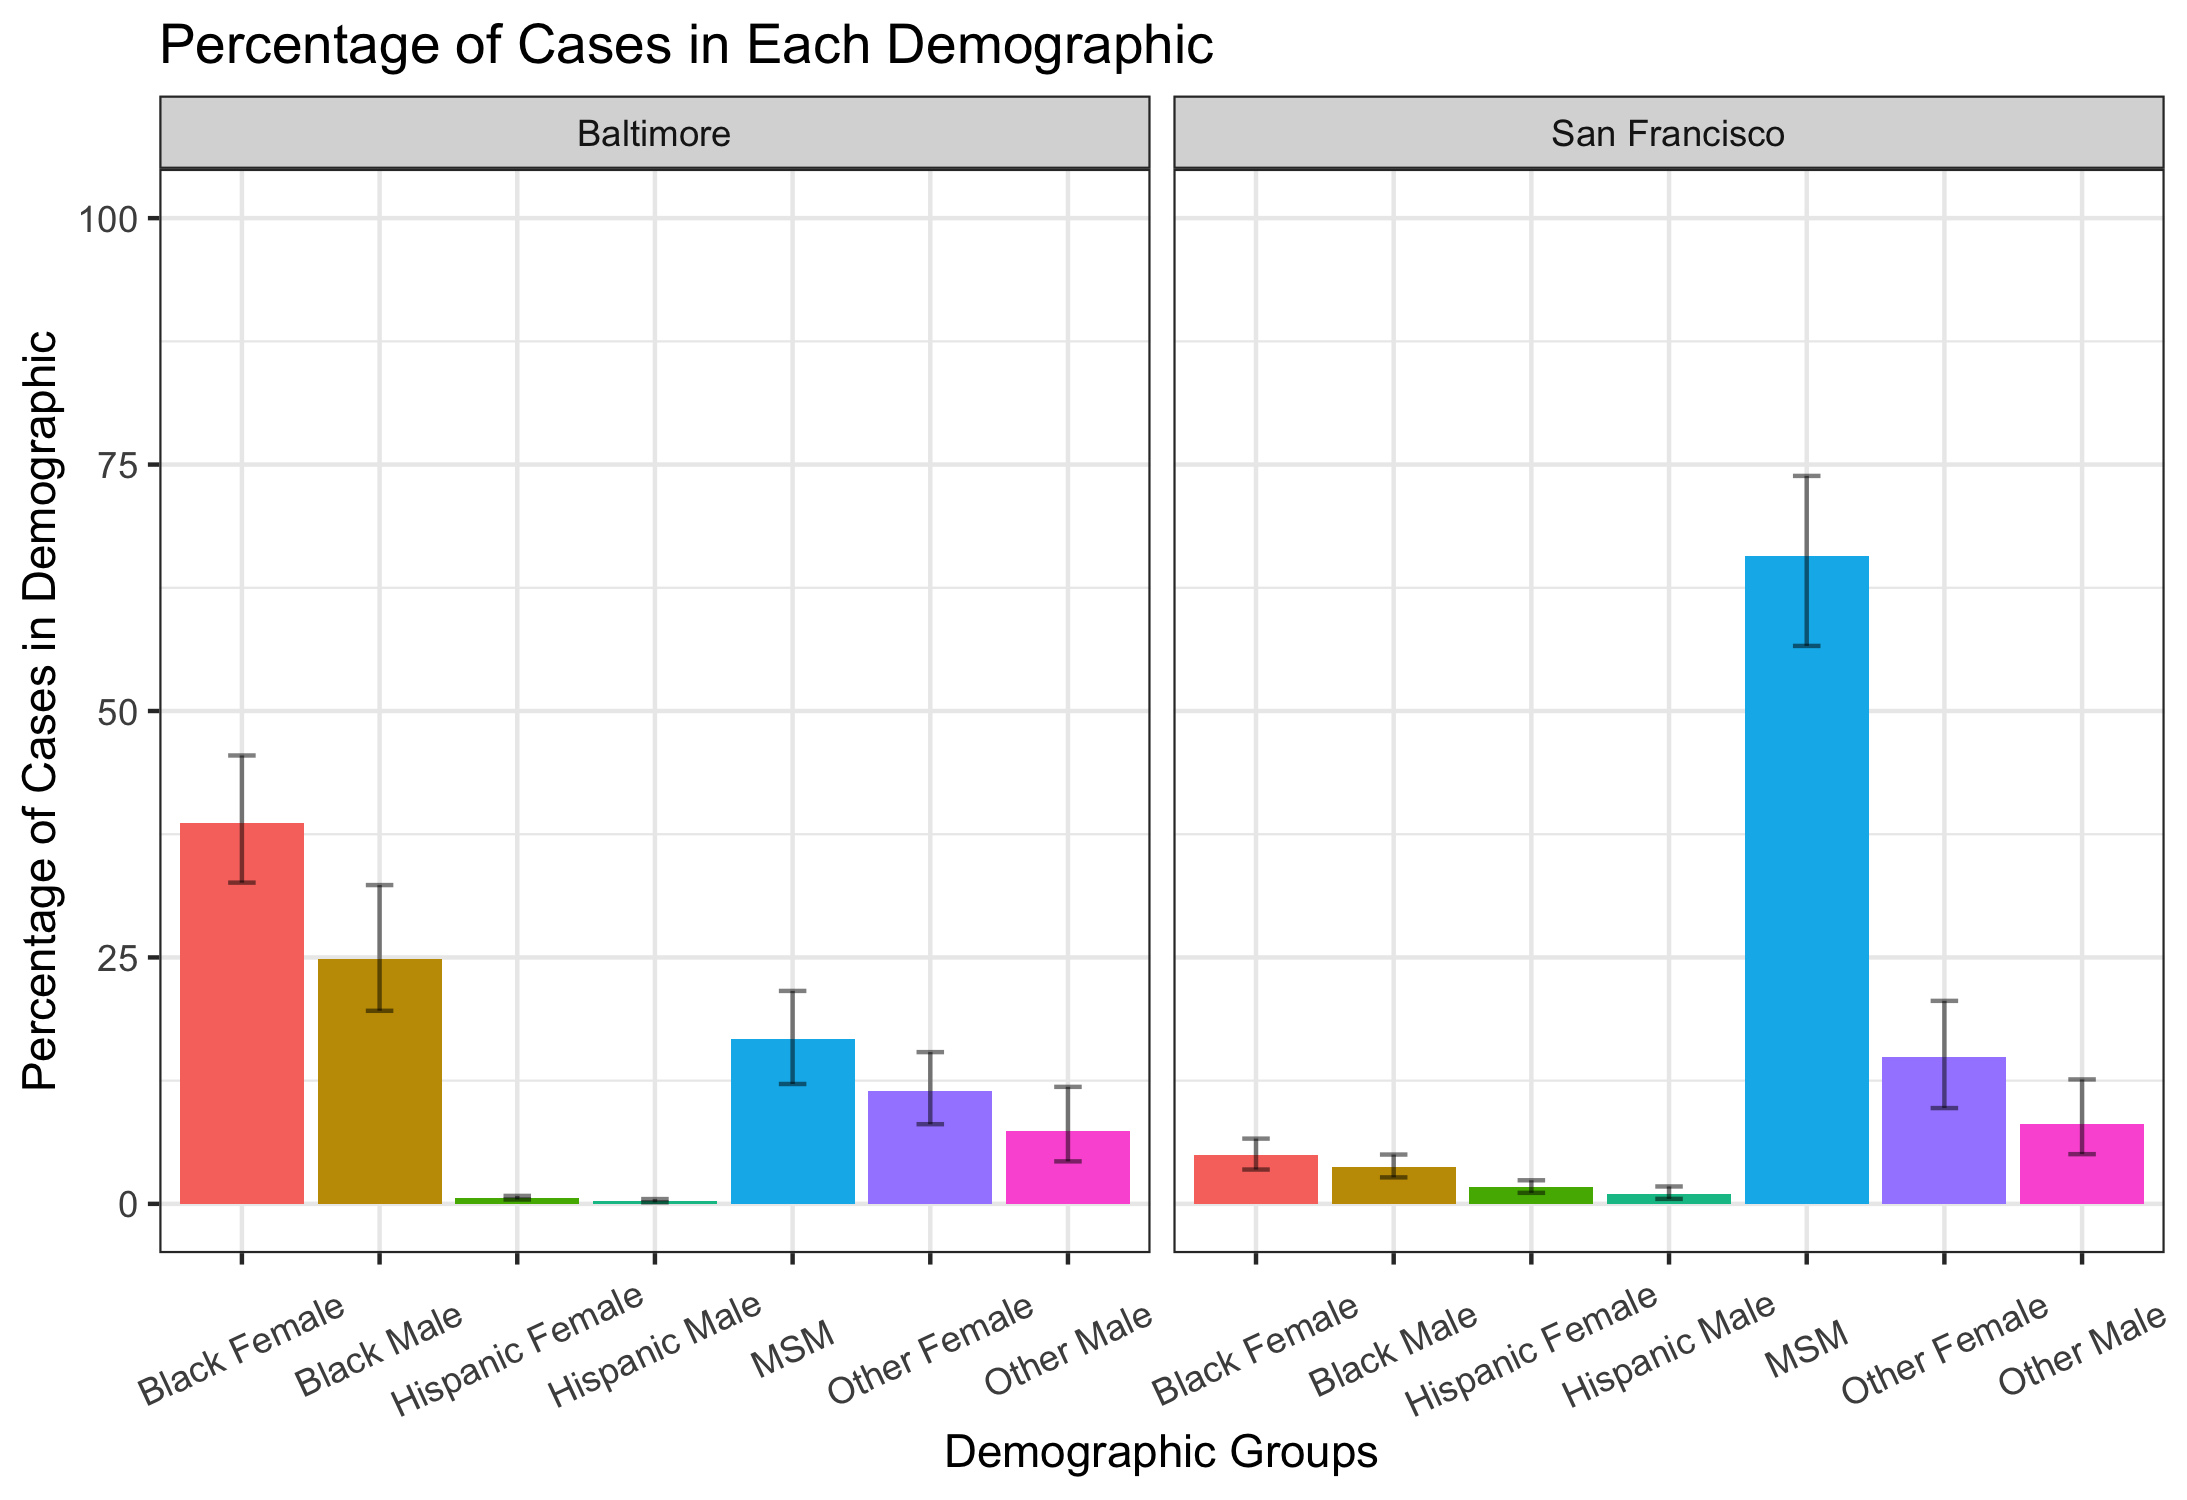 Percentage of Cases in Each Demographic
Baltimore
San Francisco
Percentage of Cases in Demographic
100
75
50
25
0
Black Female
Black Male
Hispanic Female
Hispanic Male
MSM
Other Female
Other Male
Black Female
Black Male
Hispanic Female
Hispanic Male
MSM
Other Female
Other Male
Demographic Groups